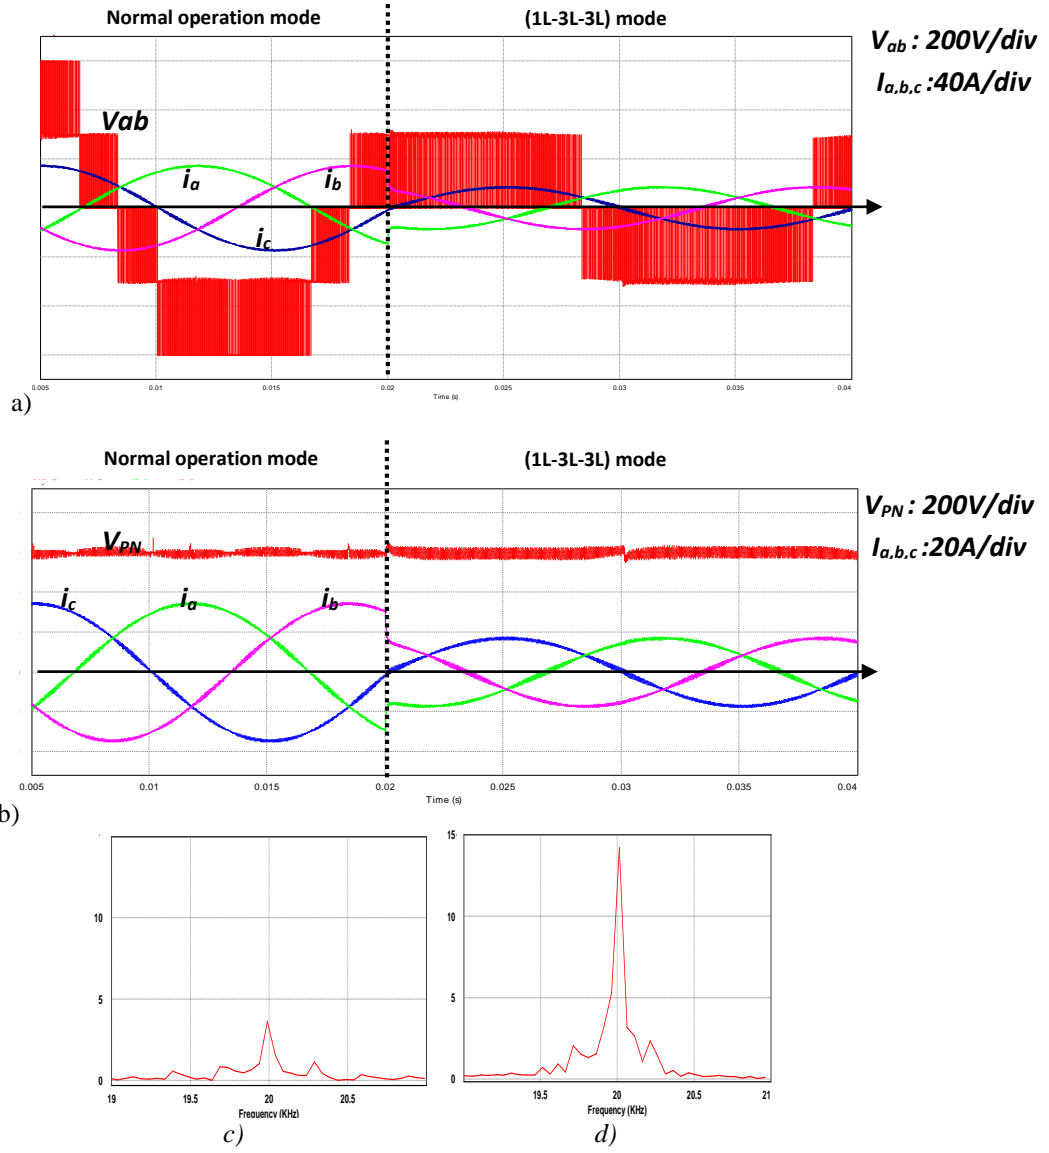 Normal operation mode
(1L-3L-3L) mode
Vab : 200V/div
Ia,b,c :40A/div
Vab
ia
ib
ic
0.005 0.01 0.015 0.02 0.025 0.03 0.035 0.04
Time (s)
a)
Normal operation mode
(1L-3L-3L) mode
VPN : 200V/div
Ia,b,c :20A/div
VPN
ic
ia
ib
0.005 0.01 0.015 0.02 0.025 0.03 0.035 0.04
Time (s)
b)
10
5
0
19 19.5 20 20.5
Frequency (KHz)
c)
15
10
5
0
19.5 20 20.5 21
Frequency (KHz)
d)